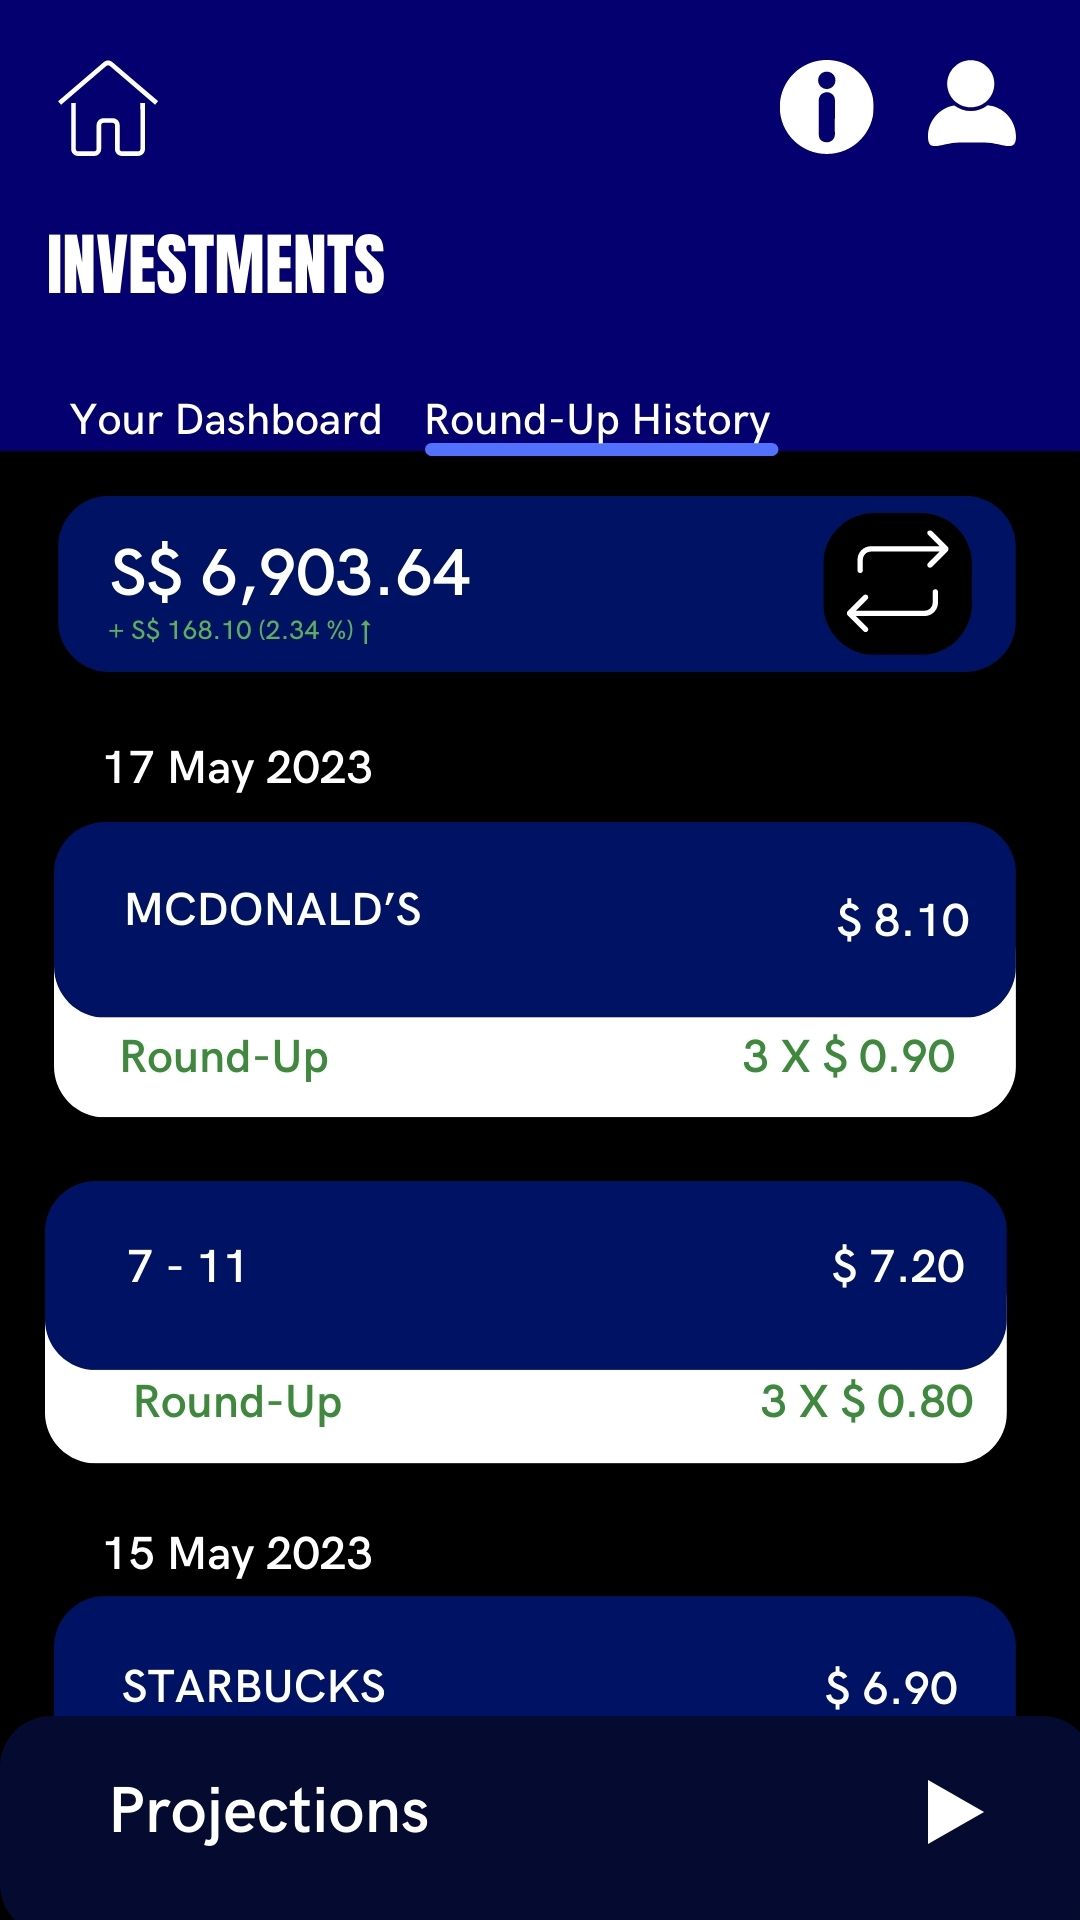 INVESTMENTS
Your Dashboard Round-Up History
S$ 6,903.64
+ S$ 168.10 (2.34 %) ↑
17 May 2023
MCDONALD’S $ 8.10
Round-Up 3 X $ 0.90
7 - 11 $ 7.20
Round-Up 3 X $ 0.80
15 May 2023
STARBUCKS $ 6.90
Projections